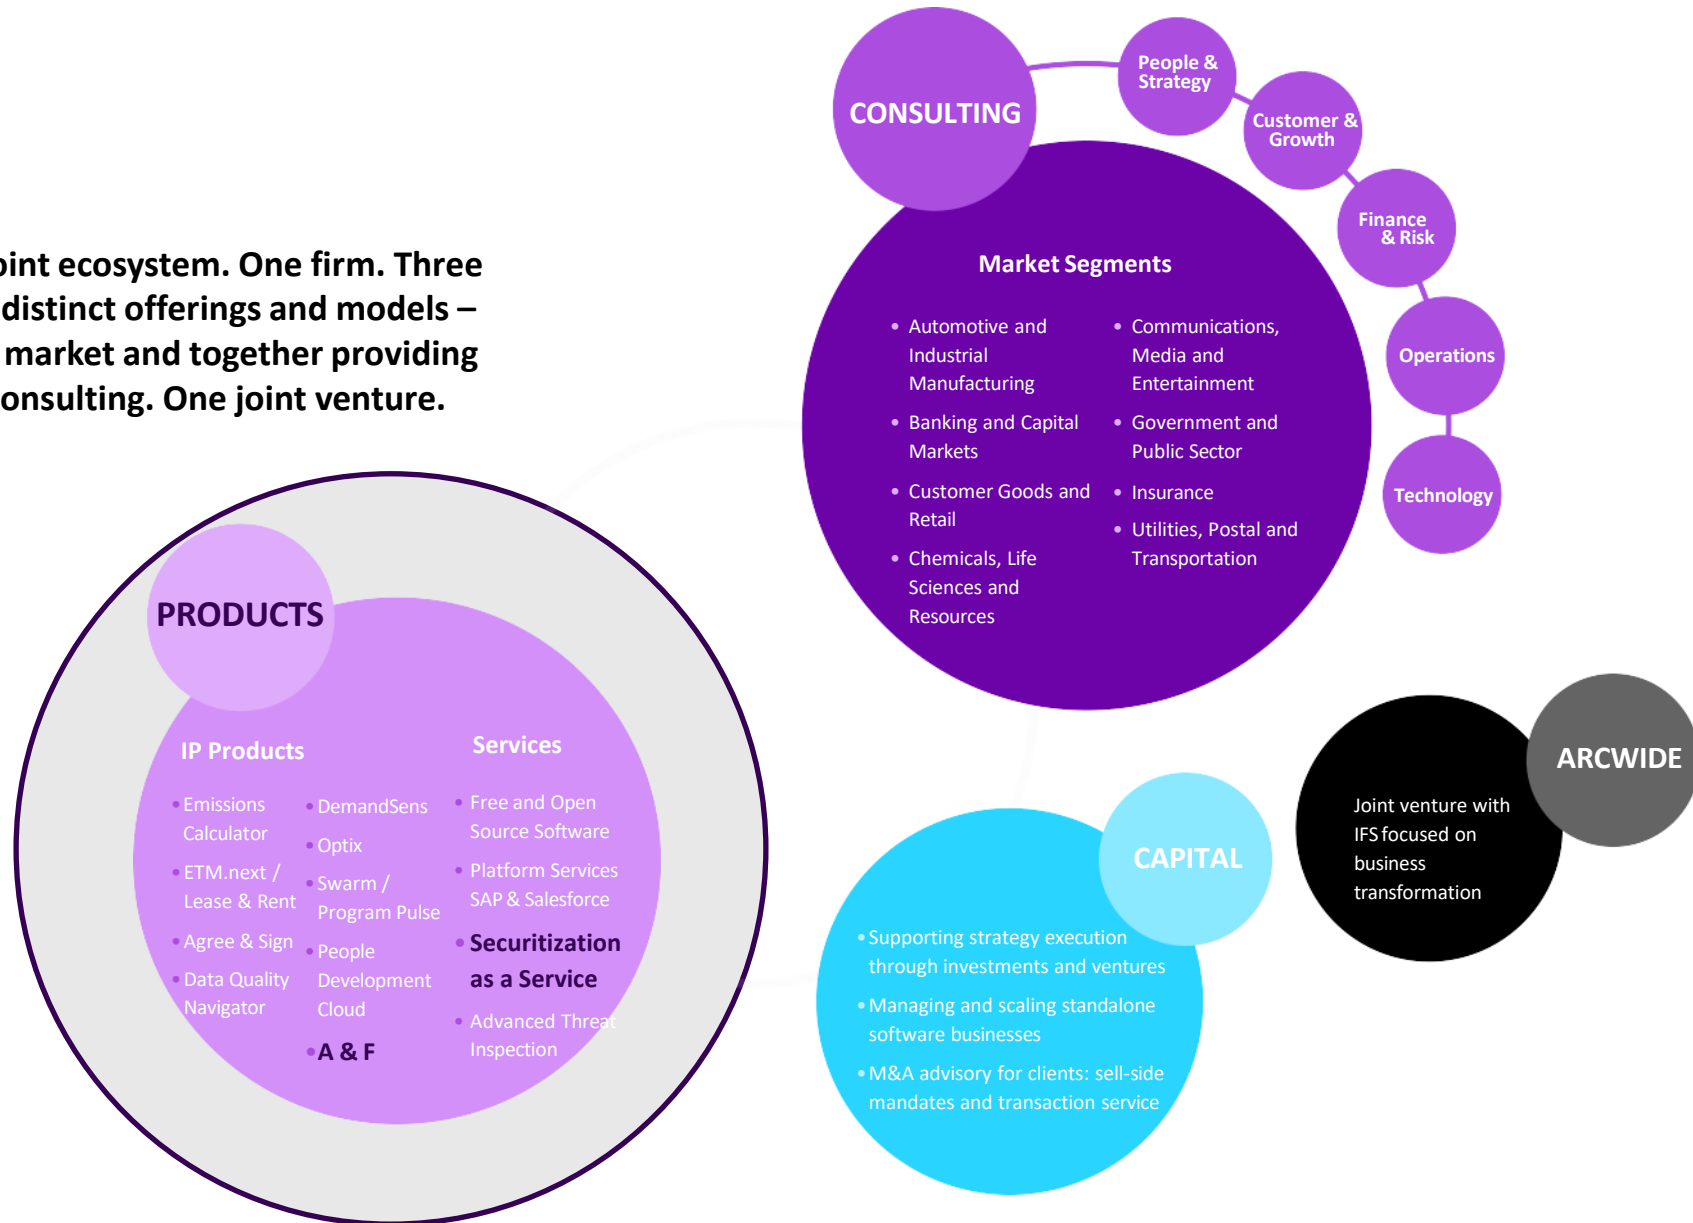 oint ecosystem. One firm. Three
distinct offerings and models –
market and together providing
onsulting. One joint venture.
CONSULTING
People &
Strategy
Customer &
Growth
Finance
& Risk
Operations
Technology
Market Segments
• Automotive and
Industrial
Manufacturing
• Banking and Capital
Markets
• Customer Goods and
Retail
• Chemicals, Life
Sciences and
Resources
• Communications,
Media and
Entertainment
• Government and
Public Sector
• Insurance
• Utilities, Postal and
Transportation
PRODUCTS
IP Products
• Emissions
Calculator
• ETM.next /
Lease & Rent
• Agree & Sign
• Data Quality
Navigator
• DemandSens
• Optix
• Swarm /
Program Pulse
• People
Development
Cloud
• A & F
Services
• Free and Open
Source Software
• Platform Services
SAP & Salesforce
• Securitization
as a Service
• Advanced Threat
Inspection
CAPITAL
• Supporting strategy execution
through investments and ventures
• Managing and scaling standalone
software businesses
• M&A advisory for clients: sell-side
mandates and transaction service
ARCWIDE
Joint venture with
IFS focused on
business
transformation